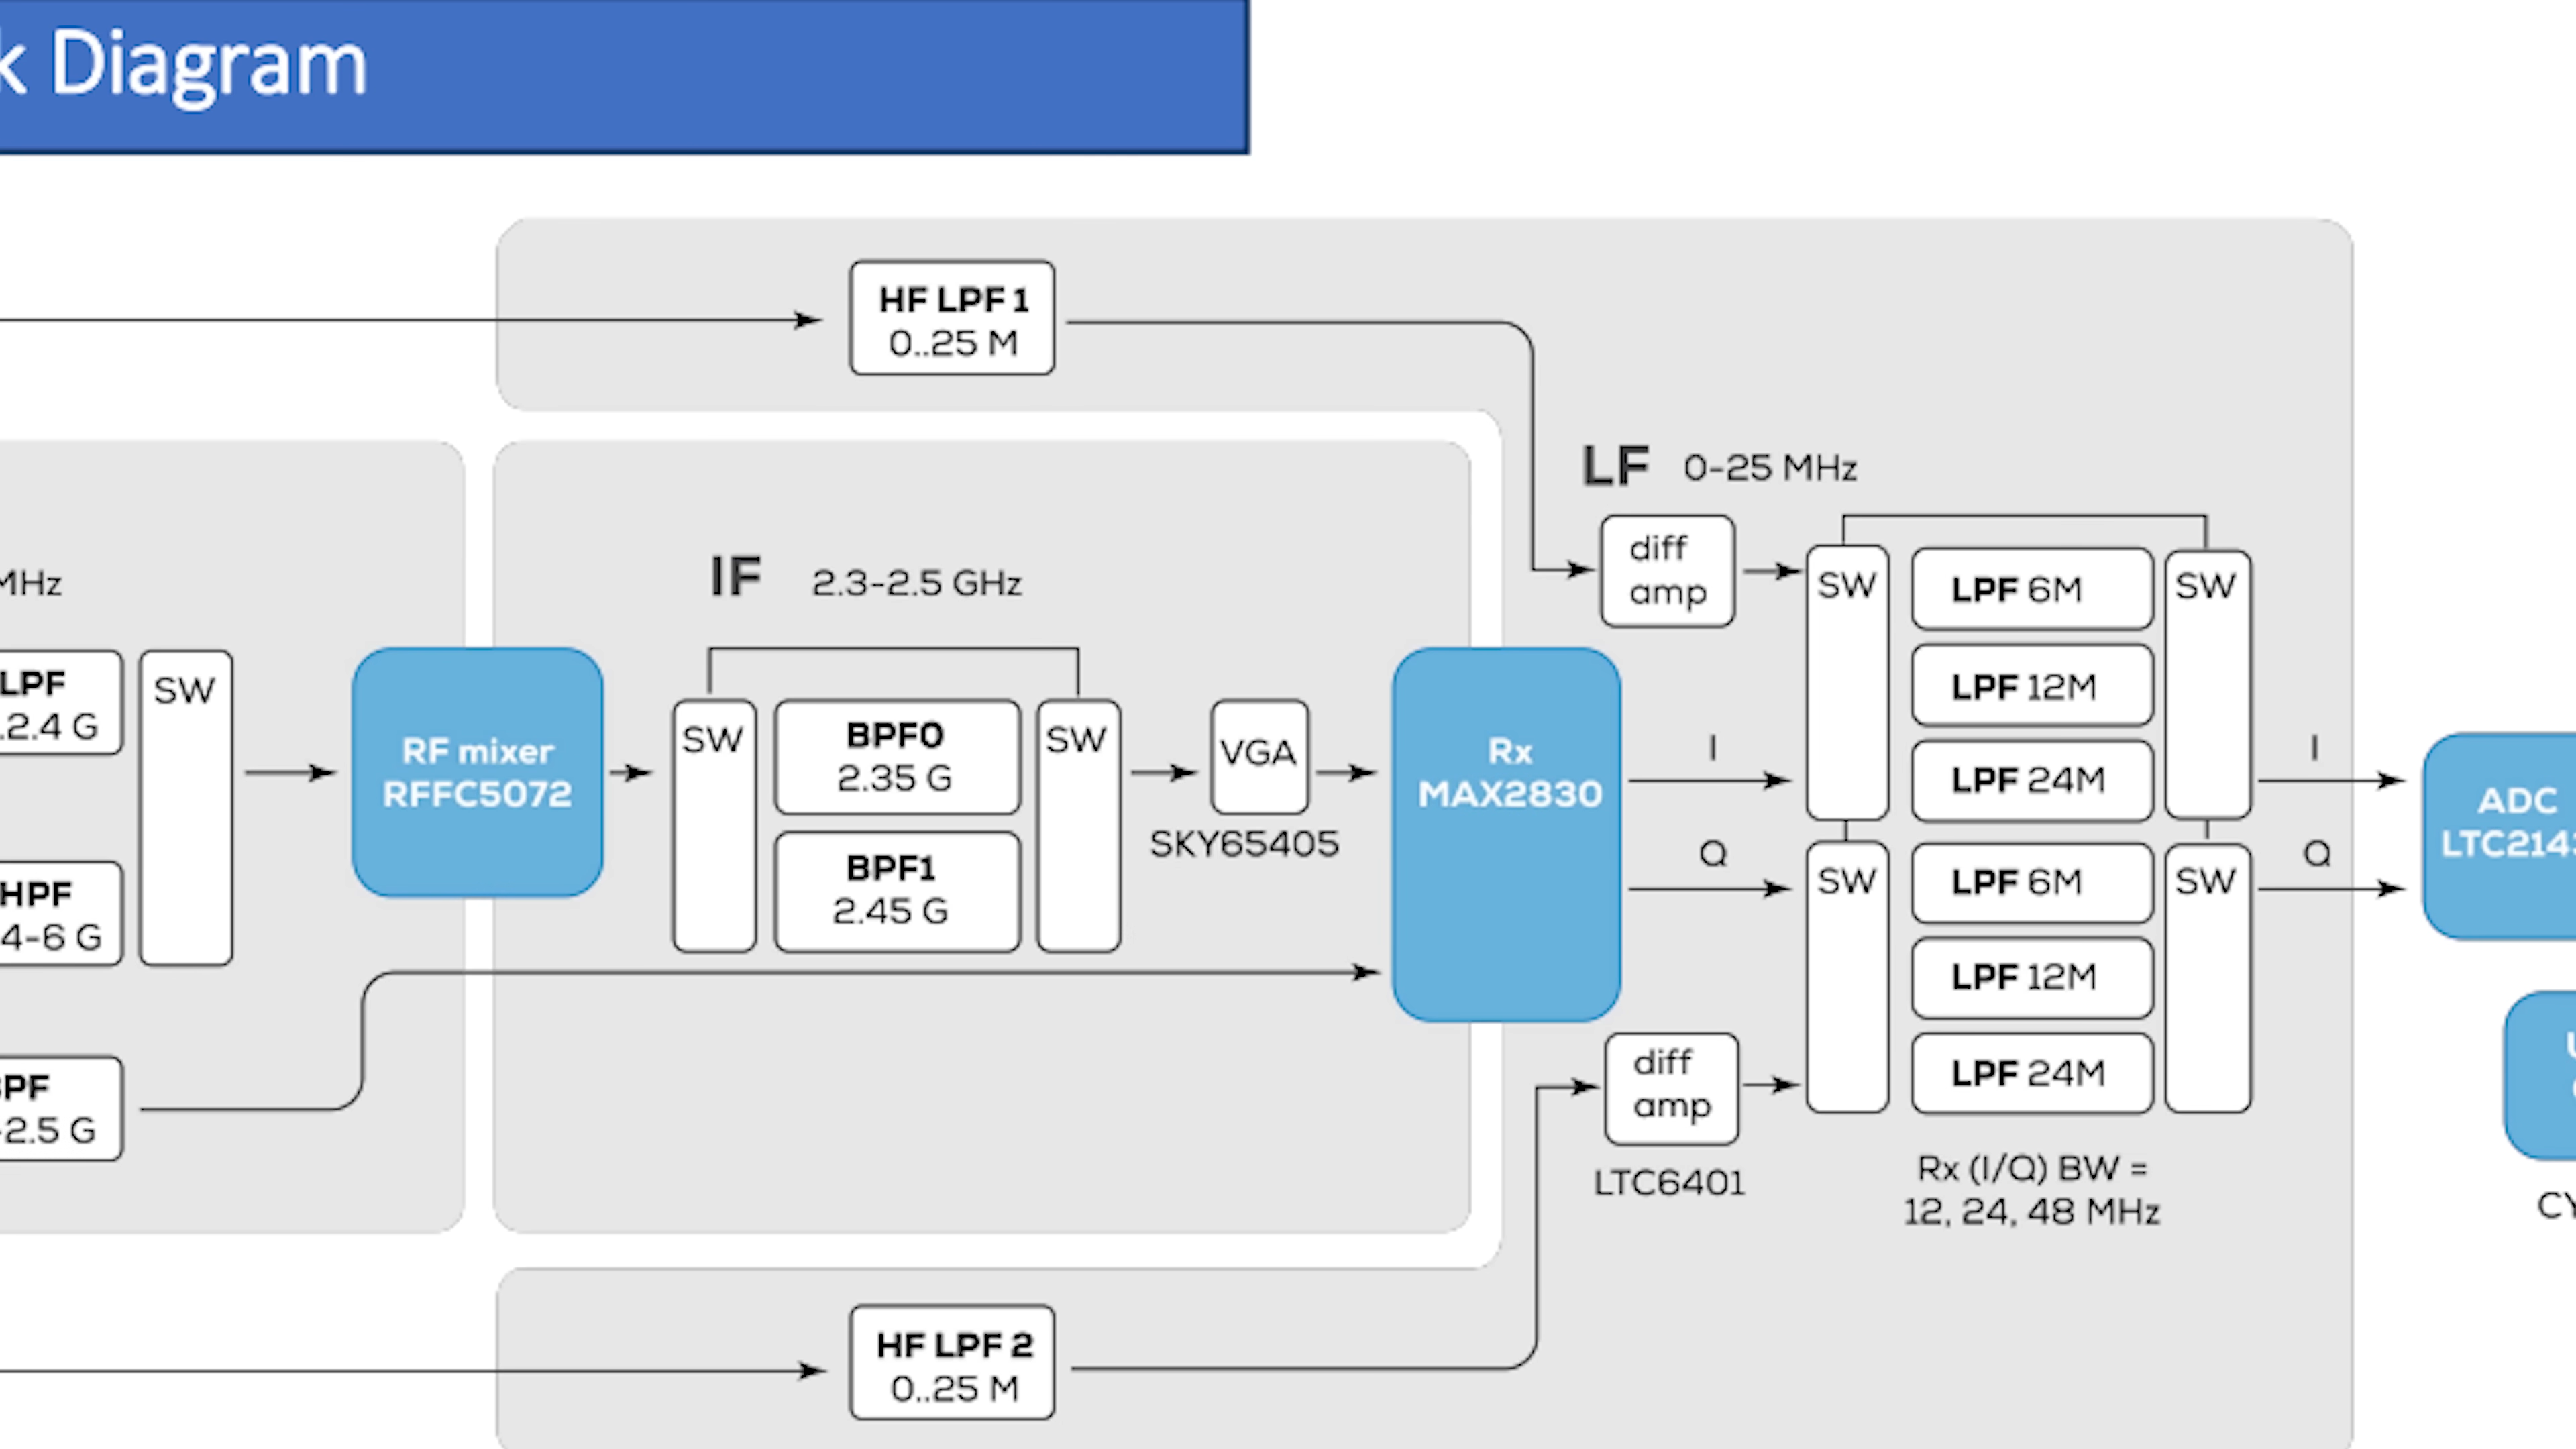 k Diagram
HF LPF 1
0..25 M
LF 0-25 MHz
diff
amp
SW
LPF 6M
SW
LPF 12M
LPF 24M
MHz
IF 2.3-2.5 GHz
LPF
.2.4 G
SW
RF mixer
RFFC5072
SW
BPF0
2.35 G
SW
VGA
SKY65405
Rx
MAX2830
I
I
BPF1
2.45 G
Q
Q
SW
LPF 6M
SW
LPF 12M
LPF 24M
ADC
LTC214
HPF
4-6 G
PF
-2.5 G
diff
amp
LTC6401
Rx (I/Q) BW =
12, 24, 48 MHz
CY
HF LPF 2
0..25 M